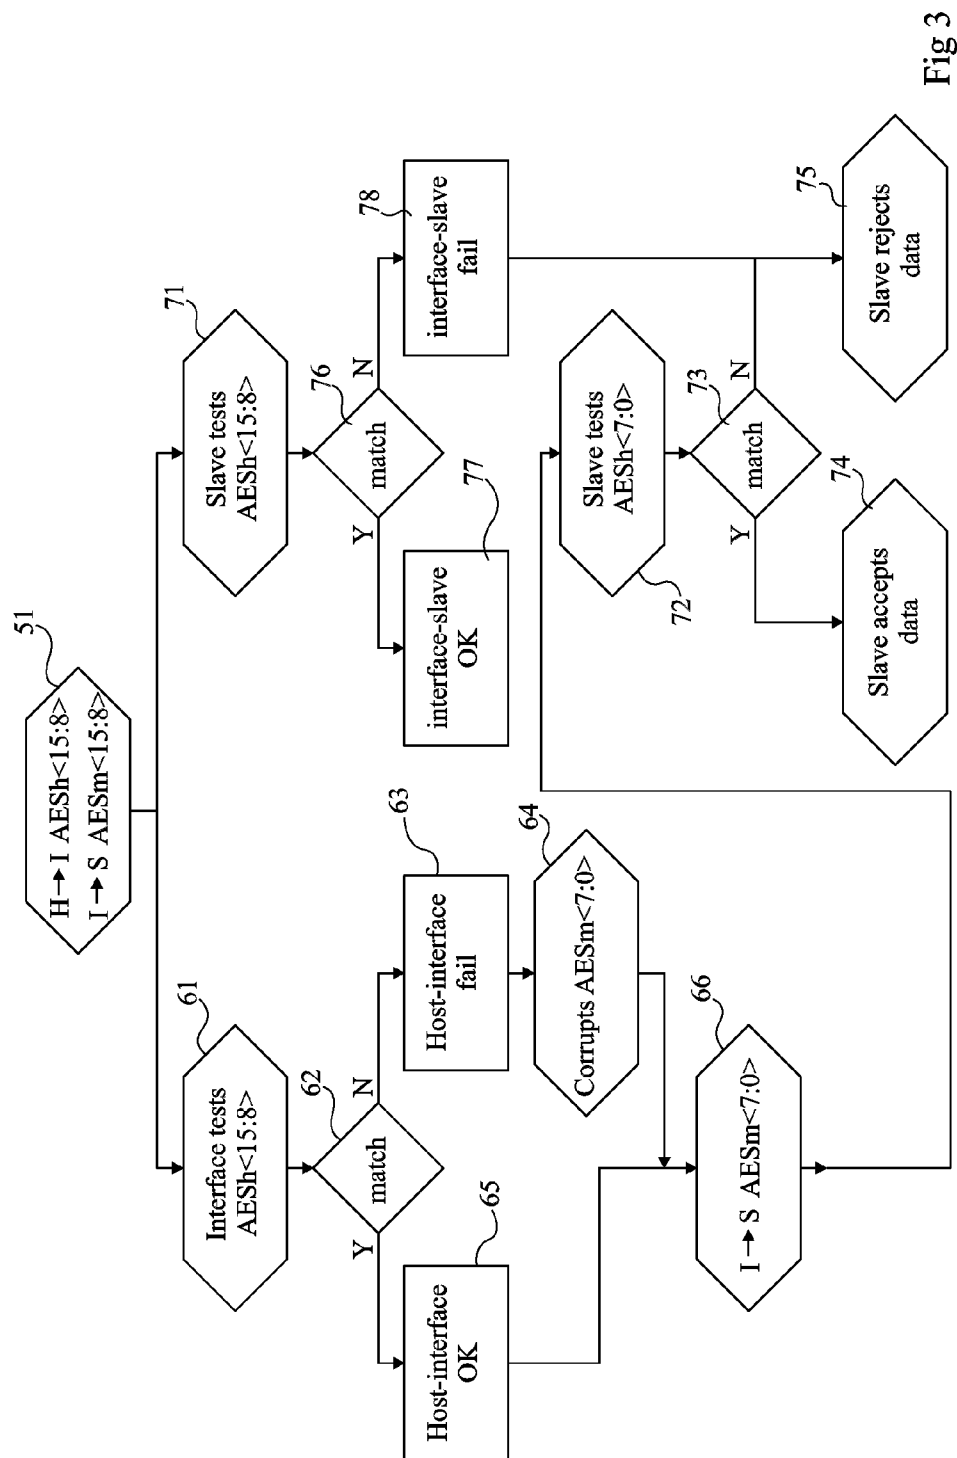 51
H→I AESh<15:8>
I→S AESm<15:8>
61
Interface tests
AESh<15:8>
71
Slave tests
AESh<15:8>
62
match
Y
N
76
match
Y
N
65
Host-interface
OK
63
Host-interface
fail
77
interface-slave
OK
78
interface-slave
fail
64
Corrupts AESm<7:0>
72
Slave tests
AESh<7:0>
66
I→S AESm<7:0>
73
match
Y
N
74
Slave accepts
data
75
Slave rejects
data
Fig 3